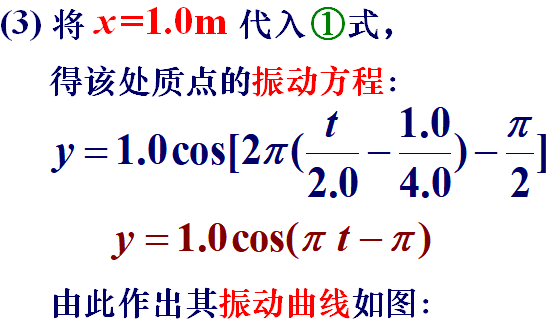 (3) 将 x=1.0m 代入①式，
得该处质点的振动方程：
y = 1.0cos[2π(t/2.0 − 1.0/4.0) − π/2]
y = 1.0cos(π t − π)
由此作出其振动曲线如图：